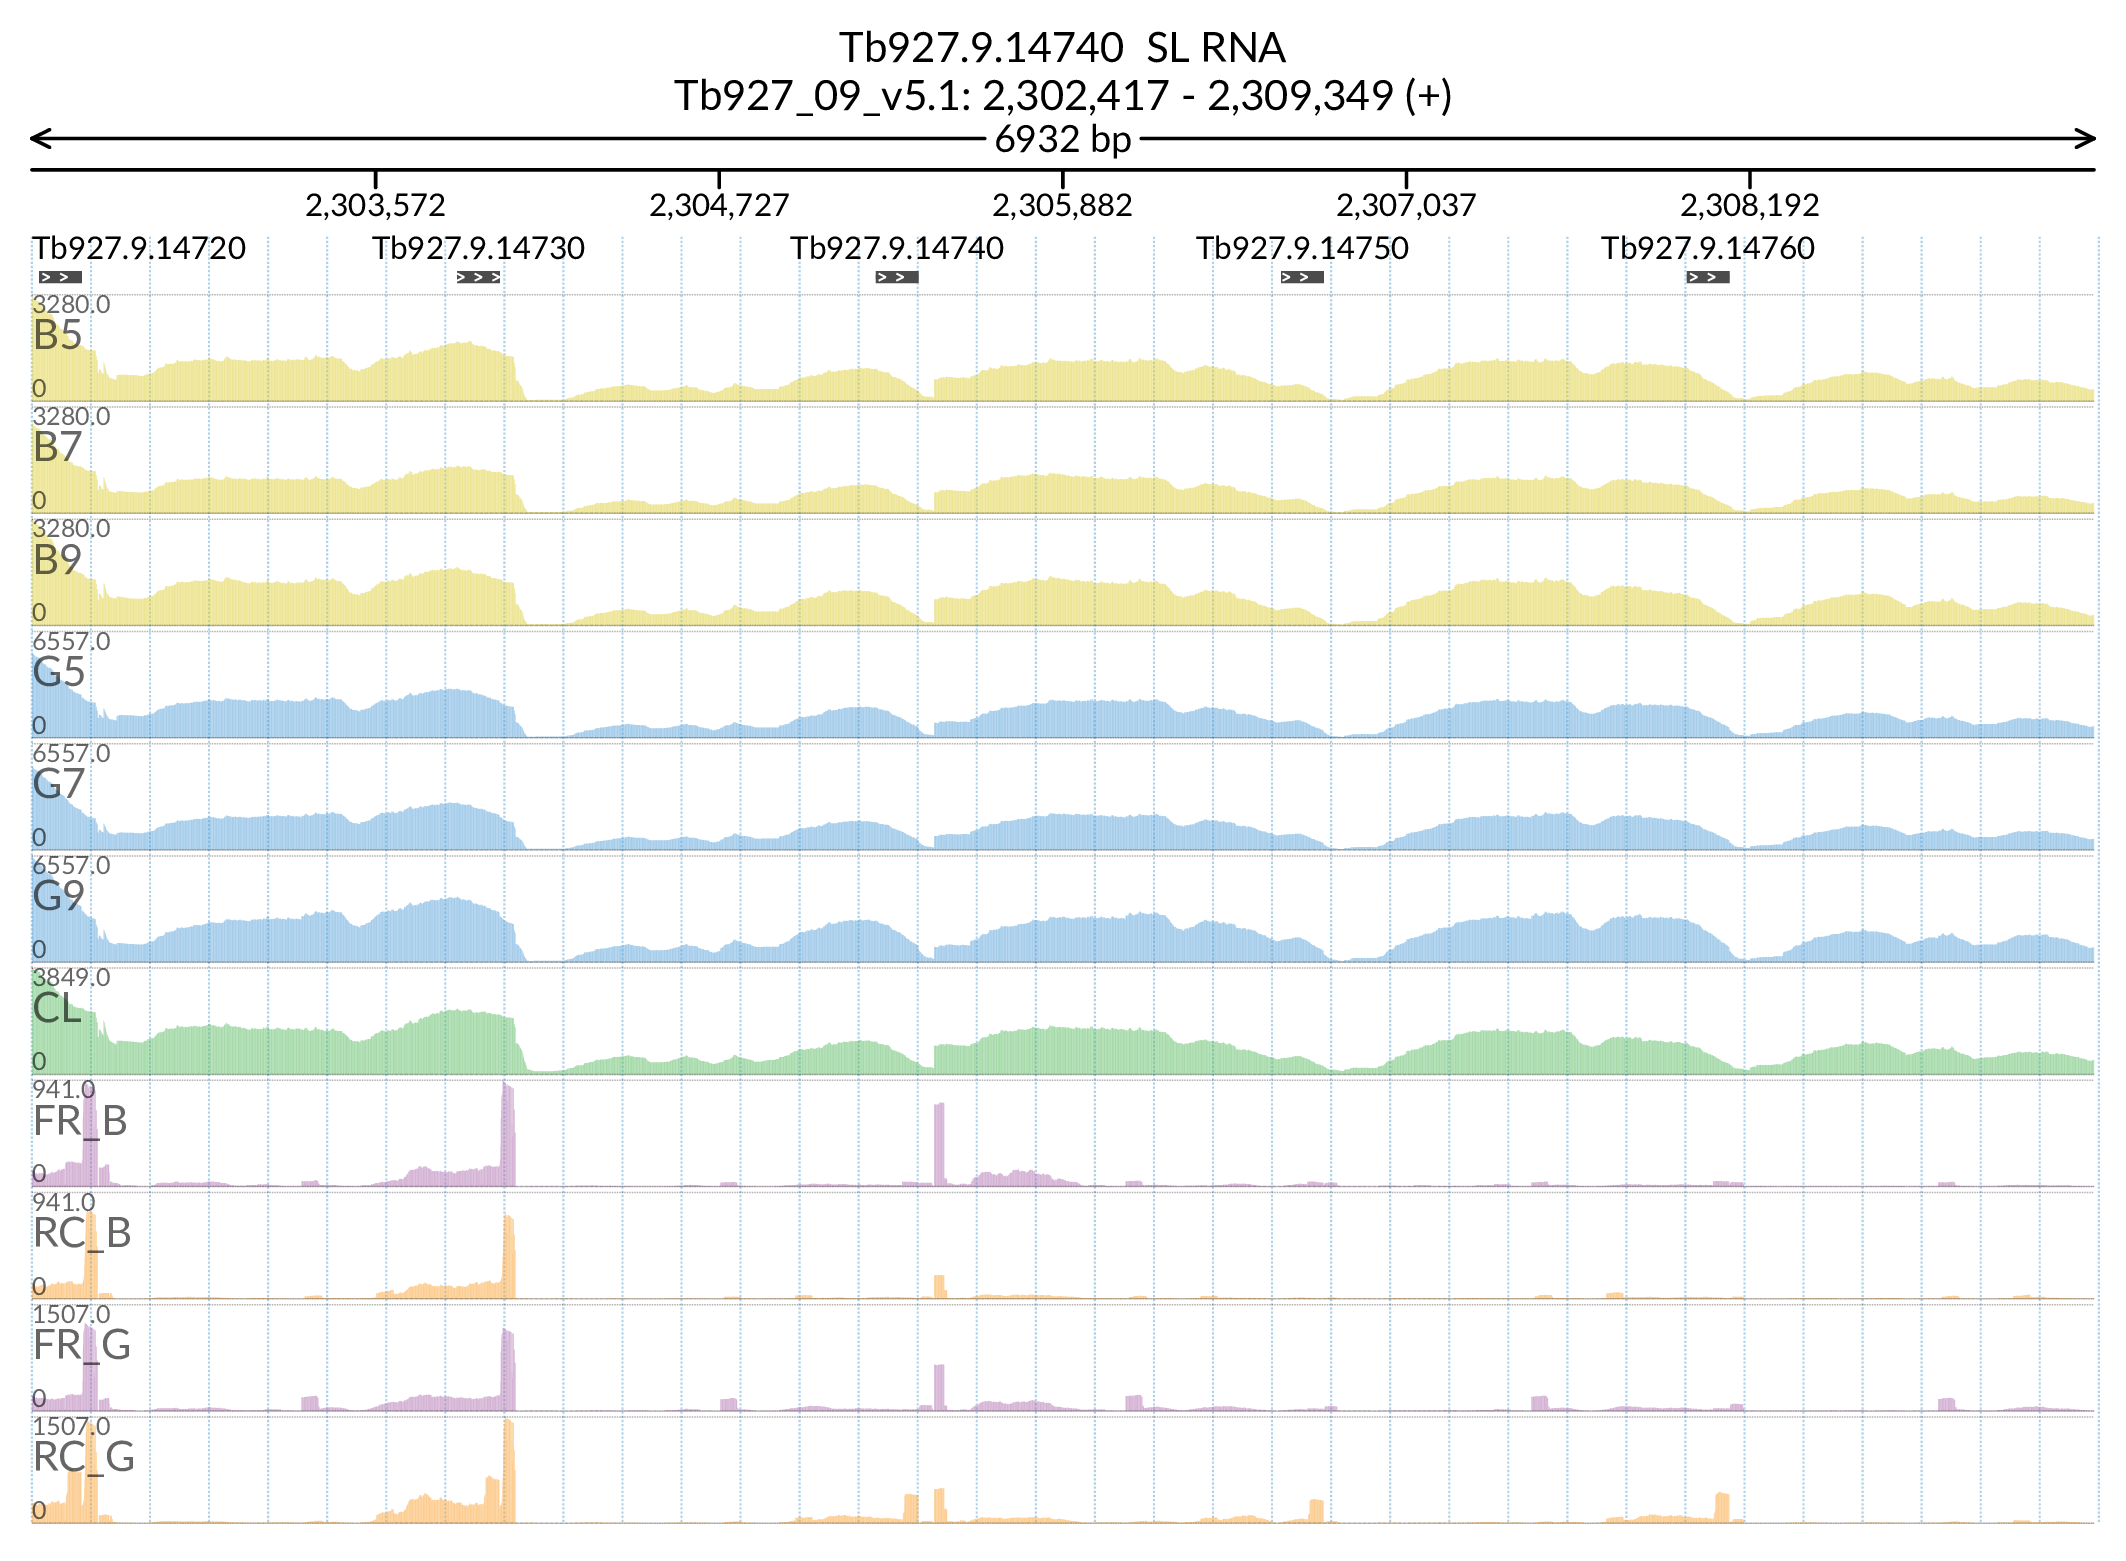 Tb927.9.14740 SL RNA
Tb927_09_v5.1: 2,302,417 - 2,309,349 (+)
6932 bp
2,303,572 2,304,727 2,305,882 2,307,037 2,308,192
Tb927.9.14720 Tb927.9.14730 Tb927.9.14740 Tb927.9.14750 Tb927.9.14760
3280.0
B5
0
3280.0
B7
0
3280.0
B9
0
6557.0
G5
0
6557.0
G7
0
6557.0
G9
0
3849.0
CL
0
941.0
FR_B
0
941.0
RC_B
0
1507.0
FR_G
0
1507.0
RC_G
0